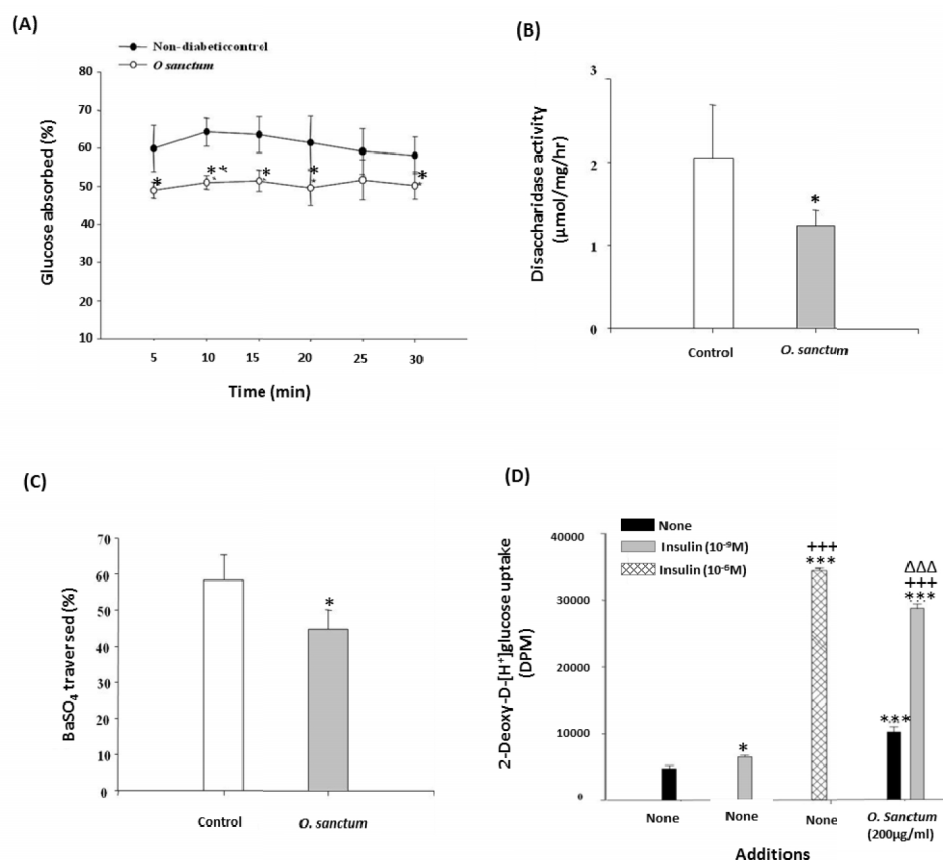 (A)
Non-diabeticcontrol
O sanctum
80
70
60
50
40
30
20
10
Glucose absorbed (%)
* * * * * *
5 10 15 20 25 30
Time (min)
(B)
3
2
1
0
Disaccharidase activity
(µmol/mg/hr)
*
Control O. sanctum
(C)
70
60
50
40
30
20
10
0
BaSO4 traversed (%)
*
Control O. sanctum
(D)
None
Insulin (10-9M)
Insulin (10-6M)
40000
30000
20000
10000
0
2-Deoxy-D-[H+]glucose uptake
(DPM)
*
+++
***
***
ΔΔΔ
+++
***
None None None O. Sanctum
(200µg/ml)
Additions